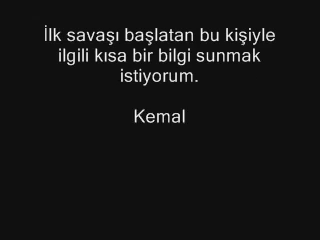 İlk savaşı başlatan bu kişiyle
ilgili kısa bir bilgi sunmak
istiyorum.
Kemal